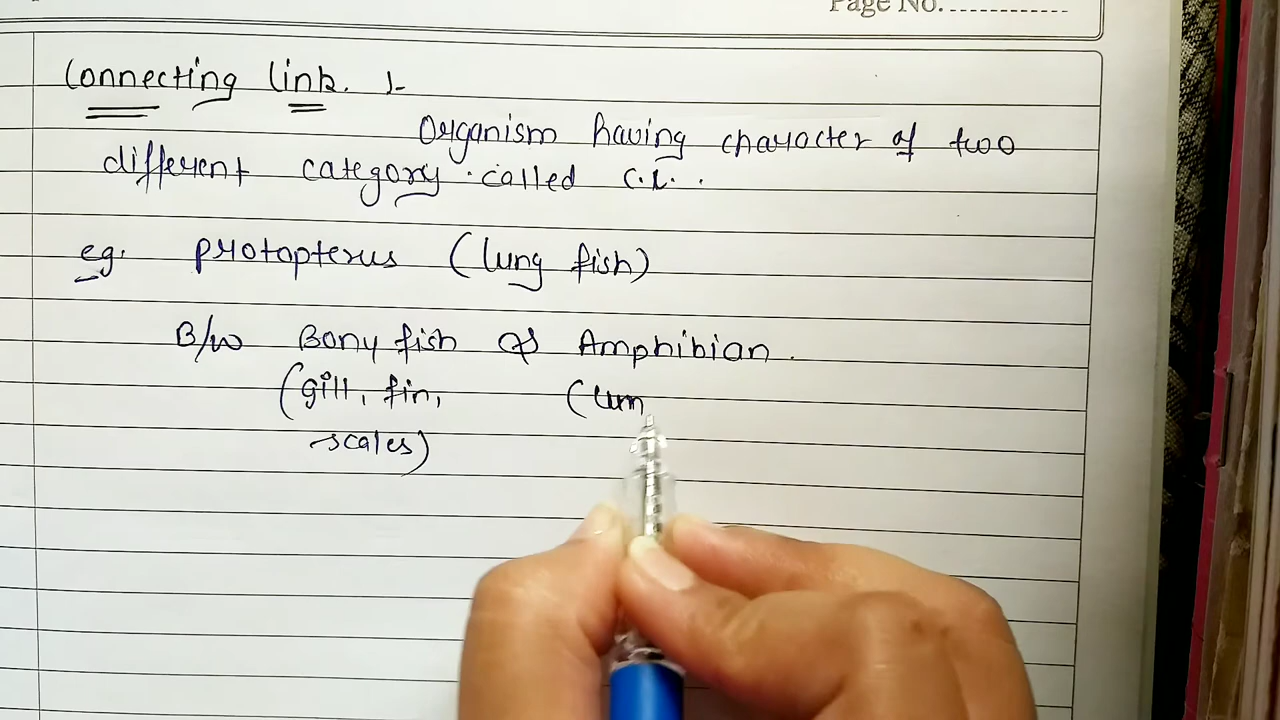 Page No. ............
Connecting link. :-
Organism having character of two
different category. called C.L. .
eg. Protopterus (lung fish)
B/w Bony fish & Amphibian.
(gill, fin, (lun
scales)